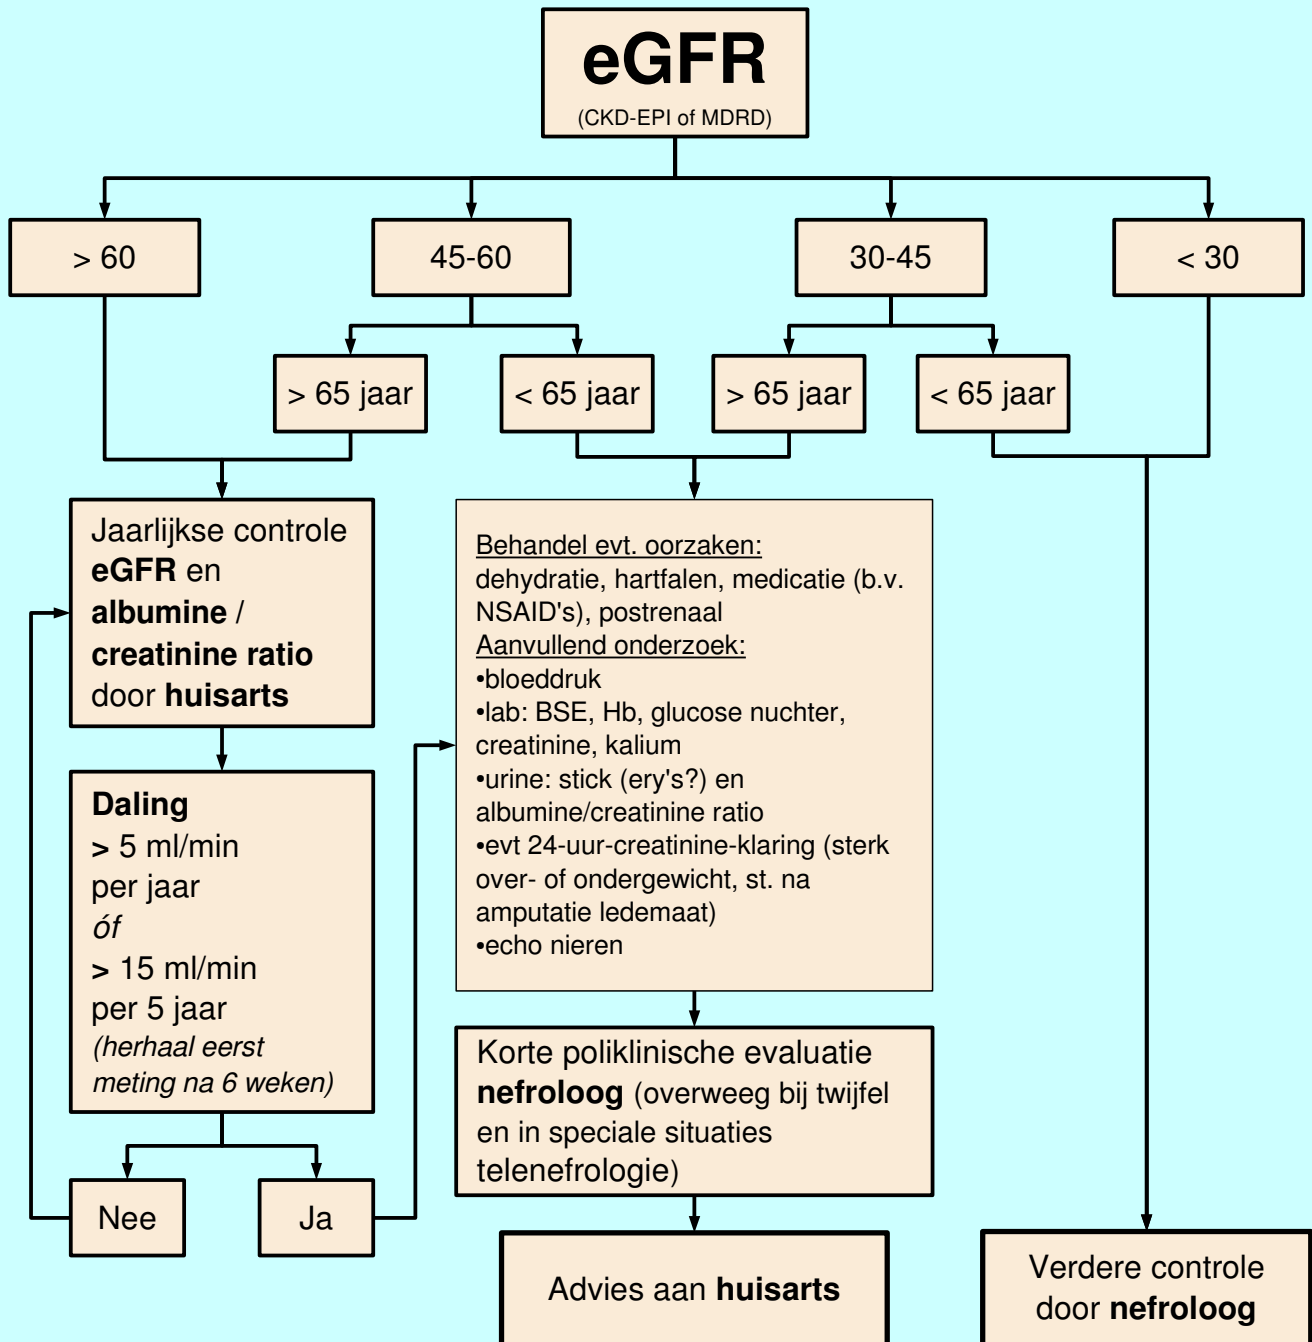 eGFR
(CKD-EPI of MDRD)
> 60
45-60
30-45
< 30
> 65 jaar
< 65 jaar
> 65 jaar
< 65 jaar
Jaarlijkse controle
eGFR en
albumine /
creatinine ratio
door huisarts
Daling
> 5 ml/min
per jaar
óf
> 15 ml/min
per 5 jaar
(herhaal eerst
meting na 6 weken)
Nee
Ja
Behandel evt. oorzaken:
dehydratie, hartfalen, medicatie (b.v.
NSAID's), postrenaal
Aanvullend onderzoek:
•bloeddruk
•lab: BSE, Hb, glucose nuchter,
creatinine, kalium
•urine: stick (ery's?) en
albumine/creatinine ratio
•evt 24-uur-creatinine-klaring (sterk
over- of ondergewicht, st. na
amputatie ledemaat)
•echo nieren
Korte poliklinische evaluatie
nefroloog (overweeg bij twijfel
en in speciale situaties
telenefrologie)
Advies aan huisarts
Verdere controle
door nefroloog